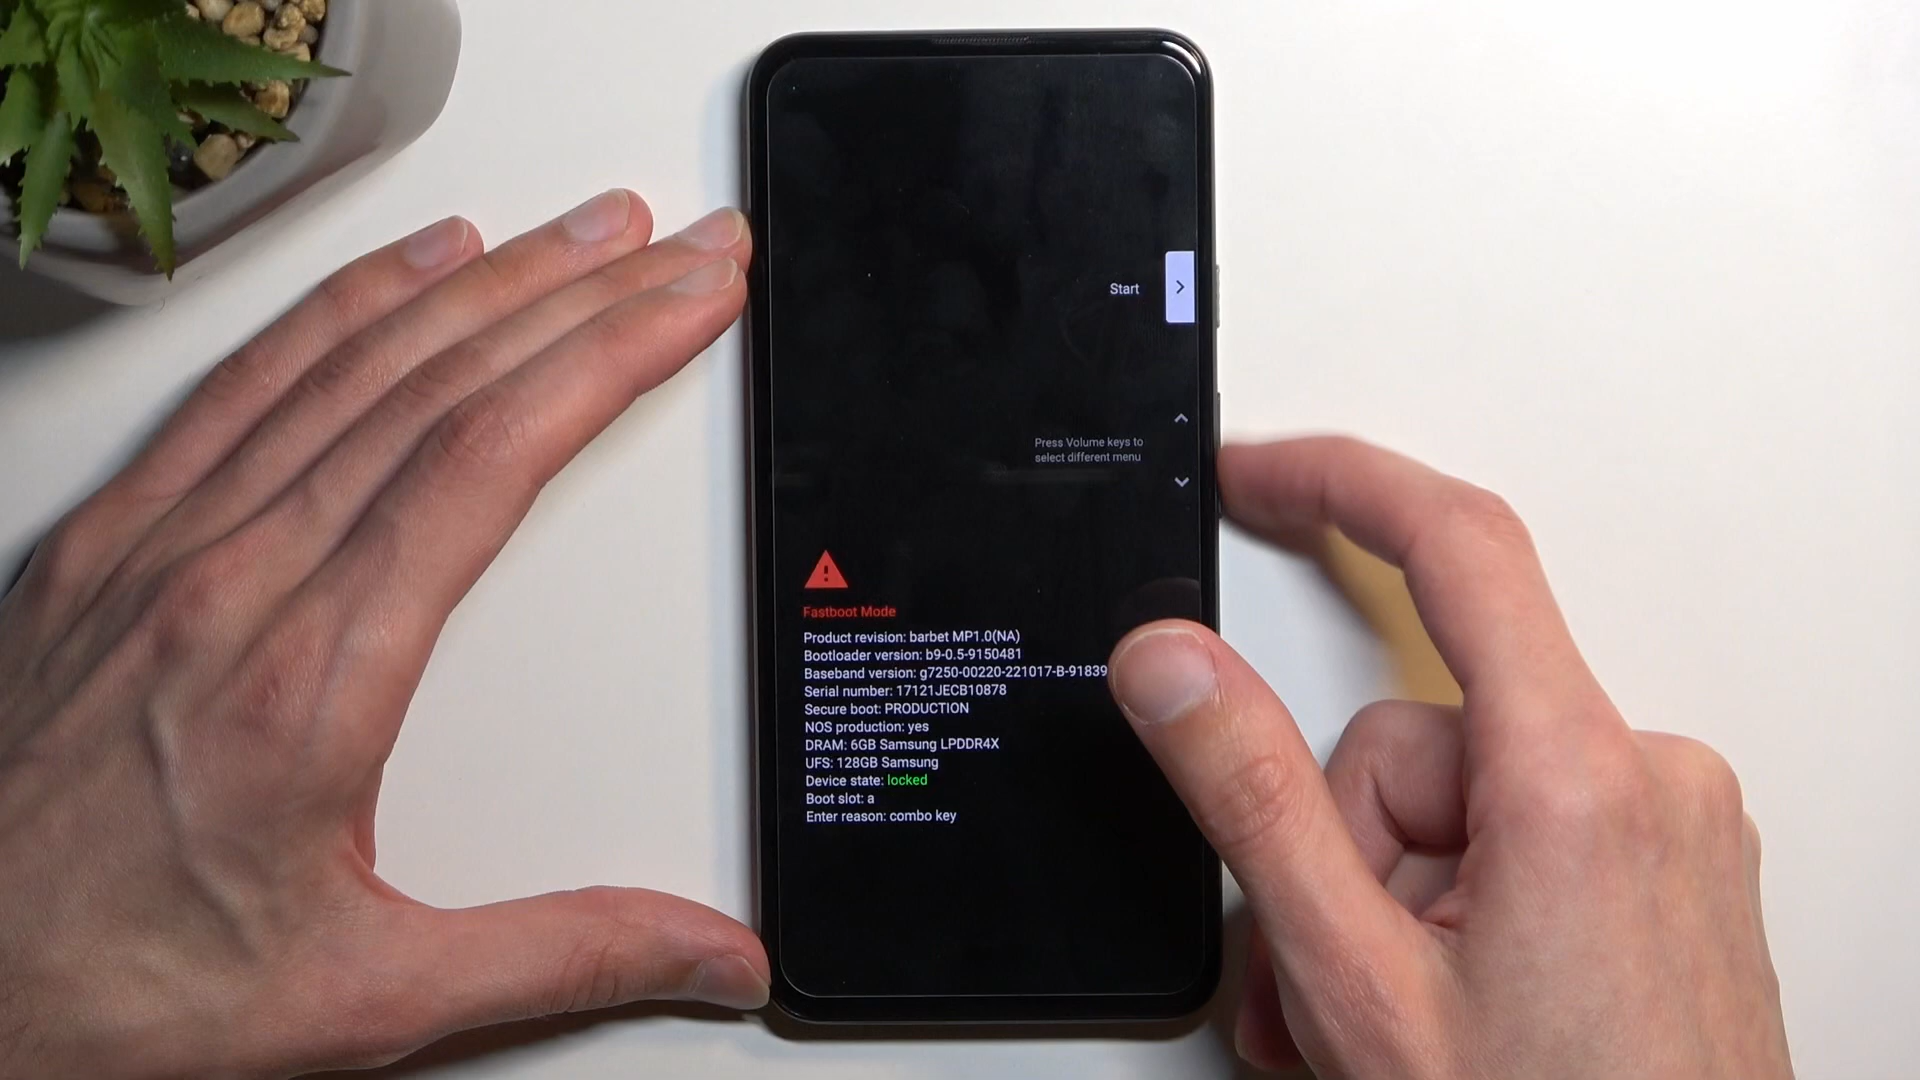 Start
Press Volume keys to
select different menu
Fastboot Mode
Product revision: barbet MP1.0(NA)
Bootloader version: b9-0.5-9150481
Baseband version: g7250-00220-221017-B-91839
Serial number: 17121JECB10878
Secure boot: PRODUCTION
NOS production: yes
DRAM: 6GB Samsung LPDDR4X
UFS: 128GB Samsung
Device state: locked
Boot slot: a
Enter reason: combo key